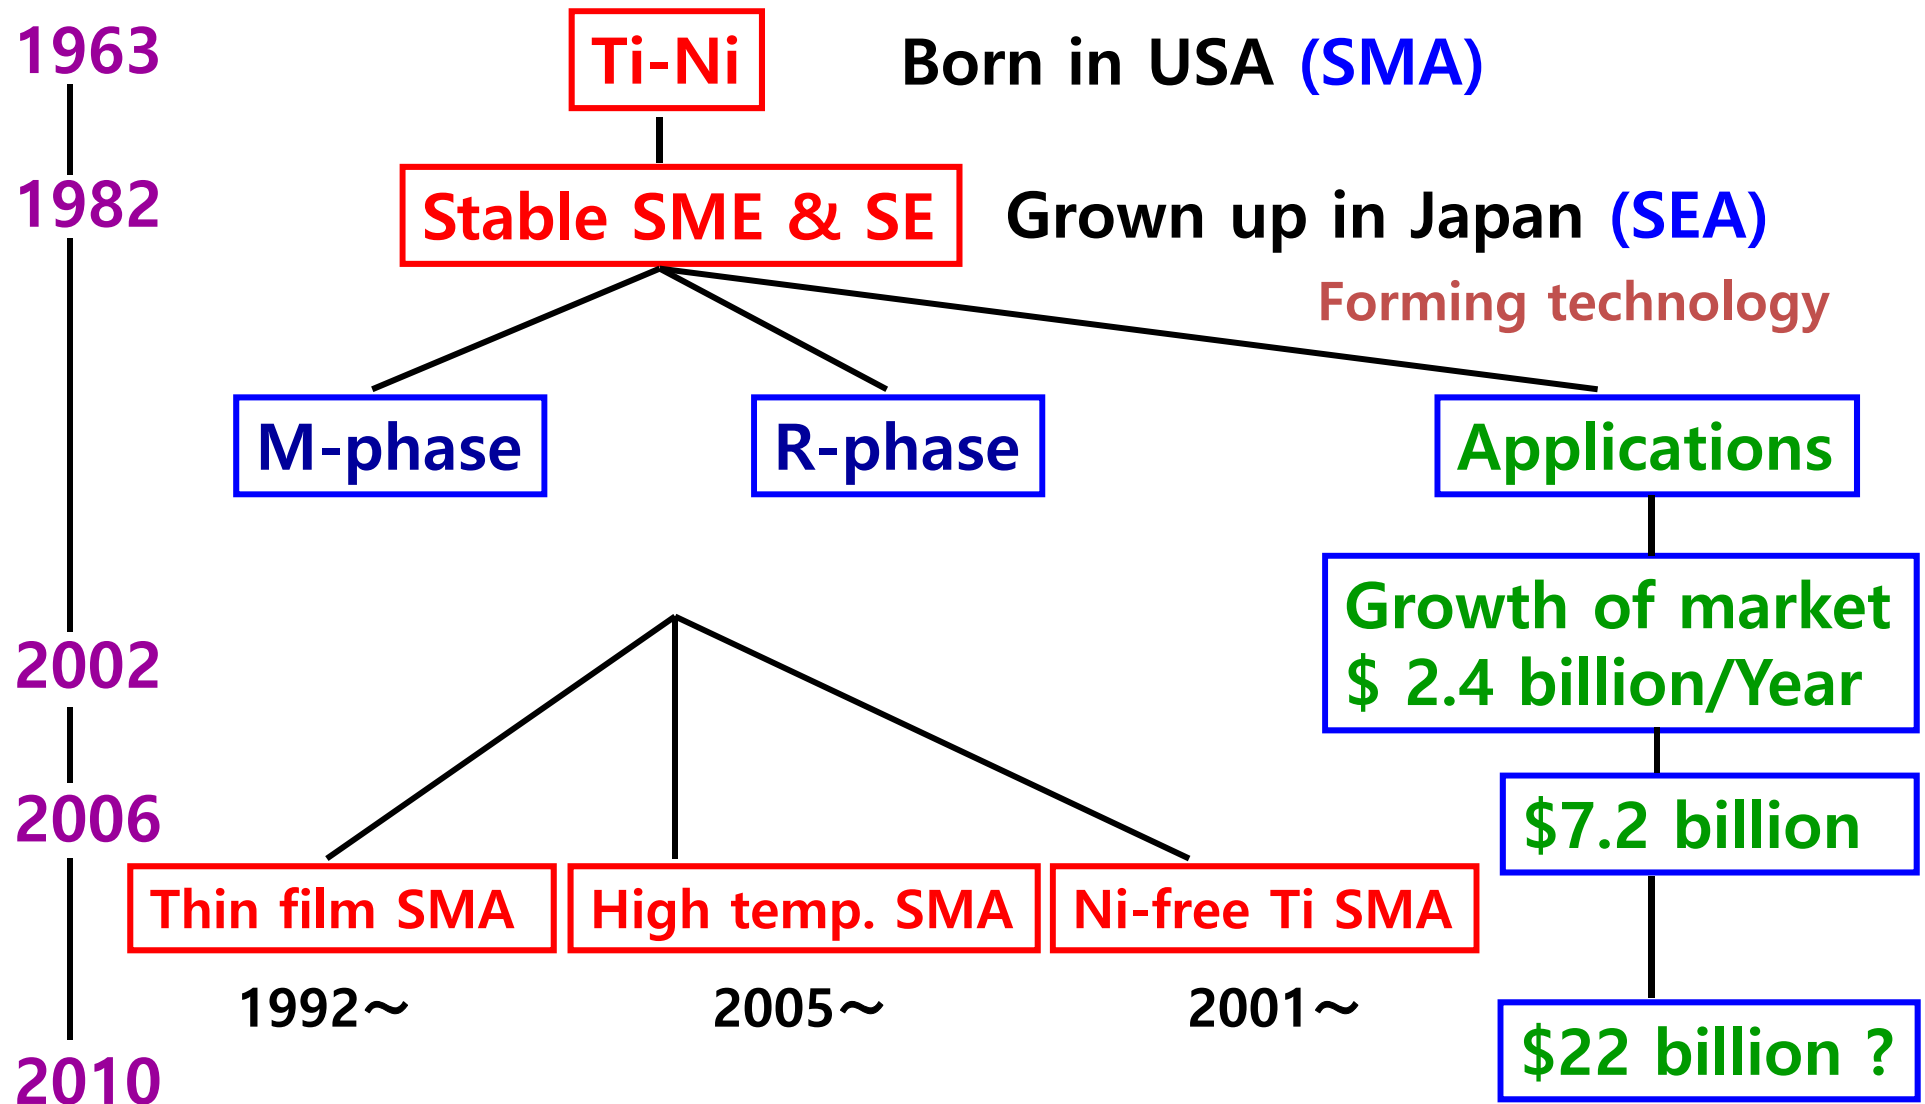 1963
Ti-Ni
Born in USA (SMA)
1982
Stable SME & SE
Grown up in Japan (SEA)
Forming technology
M-phase
R-phase
Applications
Growth of market
$ 2.4 billion/Year
2002
2006
$7.2 billion
Thin film SMA
High temp. SMA
Ni-free Ti SMA
1992～
2005～
2001～
$22 billion ?
2010